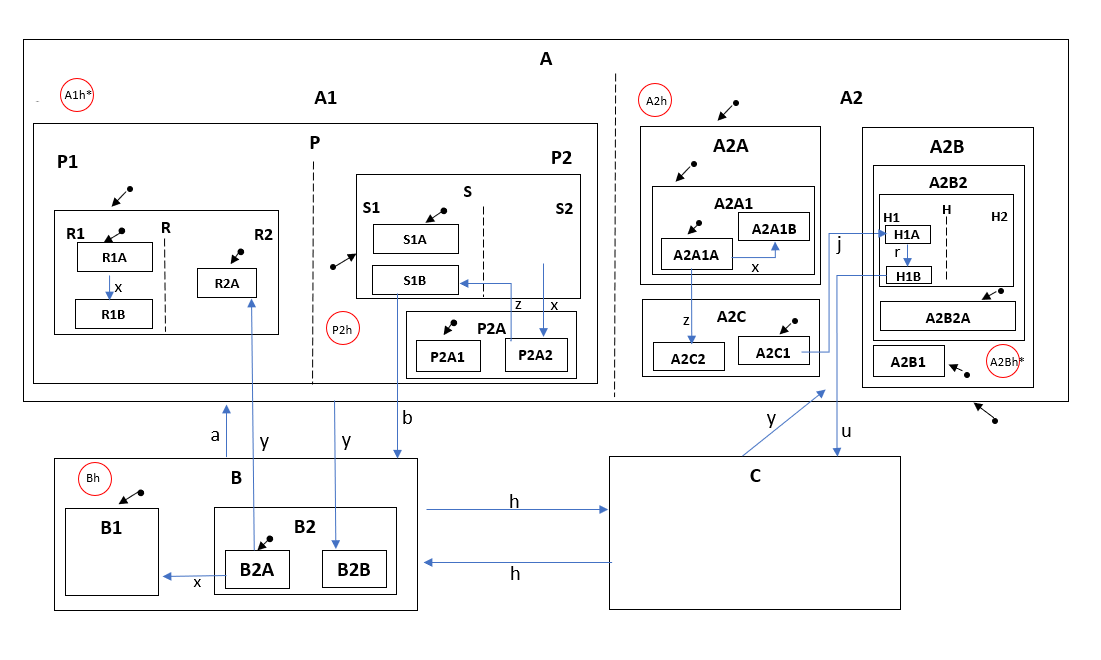 A
A1h*
A1
A2h
A2
P
P1
P2
A2A
A2B
A2B2
R1
R
R2
S1
S
S2
A2A1
H1
H
H2
S1A
A2A1B
H1A
j
R1A
A2A1A
r
x
R2A
S1B
x
H1B
z
x
R1B
P2h
P2A
z
A2C
A2B2A
P2A1
P2A2
A2C2
A2C1
A2B1
A2Bh*
a
y
y
b
y
u
Bh
B
C
h
B1
B2
B2A
B2B
x
h